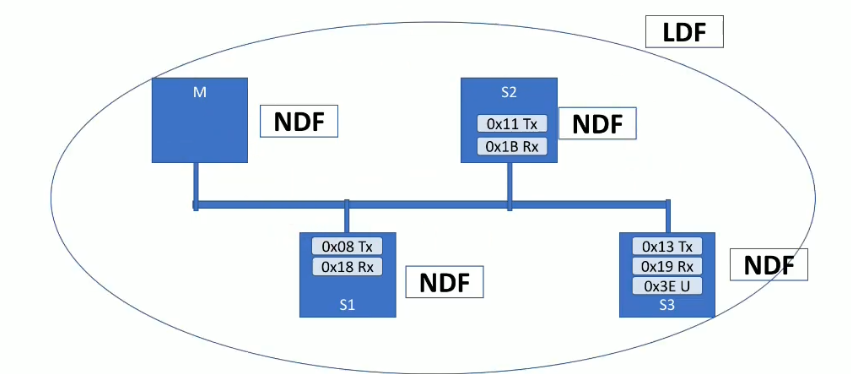 LDF
M
NDF
S2
0x11 Tx
0x1B Rx
NDF
0x08 Tx
0x18 Rx
S1
NDF
0x13 Tx
0x19 Rx
0x3E U
S3
NDF